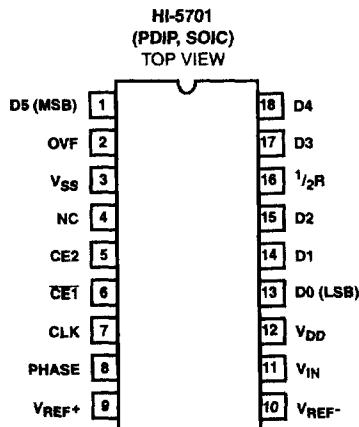 HI-5701
(PDIP, SOIC)
TOP VIEW
D5 (MSB) 1 18 D4
OVF 2 17 D3
VSS 3 16 1/2R
NC 4 15 D2
CE2 5 14 D1
C̅E̅1̅ 6 13 D0 (LSB)
CLK 7 12 VDD
PHASE 8 11 VIN
VREF+ 9 10 VREF-